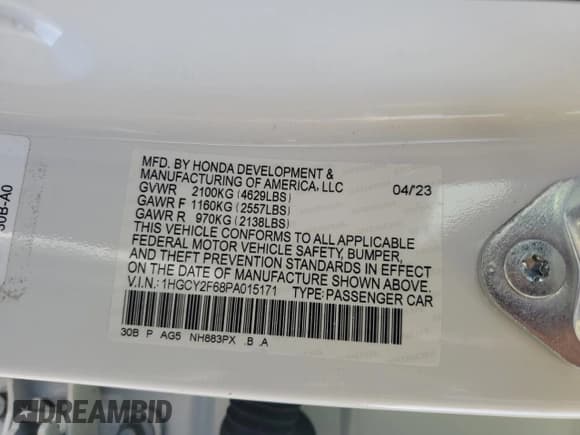 30B-A0
MFD. BY HONDA DEVELOPMENT &
MANUFACTURING OF AMERICA, LLC 04/23
GVWR 2100KG (4629LBS)
GAWR F 1160KG (2557LBS)
GAWR R 970KG (2138LBS)
THIS VEHICLE CONFORMS TO ALL APPLICABLE
FEDERAL MOTOR VEHICLE SAFETY, BUMPER,
AND THEFT PREVENTION STANDARDS IN EFFECT
ON THE DATE OF MANUFACTURE SHOWN ABOVE.
V.I.N.: 1HGCY2F68PA015171 TYPE: PASSENGER CAR
30B P AG5 NH883PX .B .A
DREAMBID